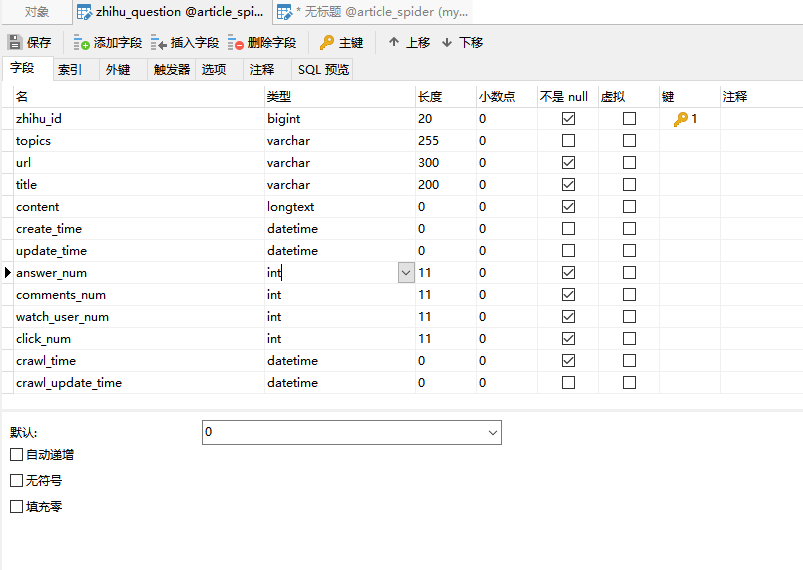 对象 zhihu_question @article_spi... * 无标题 @article_spider (my...
保存 添加字段 插入字段 删除字段 主键 上移 下移
字段 索引 外键 触发器 选项 注释 SQL 预览
名 类型 长度 小数点 不是 null 虚拟 键 注释
zhihu_id bigint 20 0 1
topics varchar 255 0
url varchar 300 0
title varchar 200 0
content longtext 0 0
create_time datetime 0 0
update_time datetime 0 0
answer_num int 11 0
comments_num int 11 0
watch_user_num int 11 0
click_num int 11 0
crawl_time datetime 0 0
crawl_update_time datetime 0 0
默认: 0
自动递增
无符号
填充零